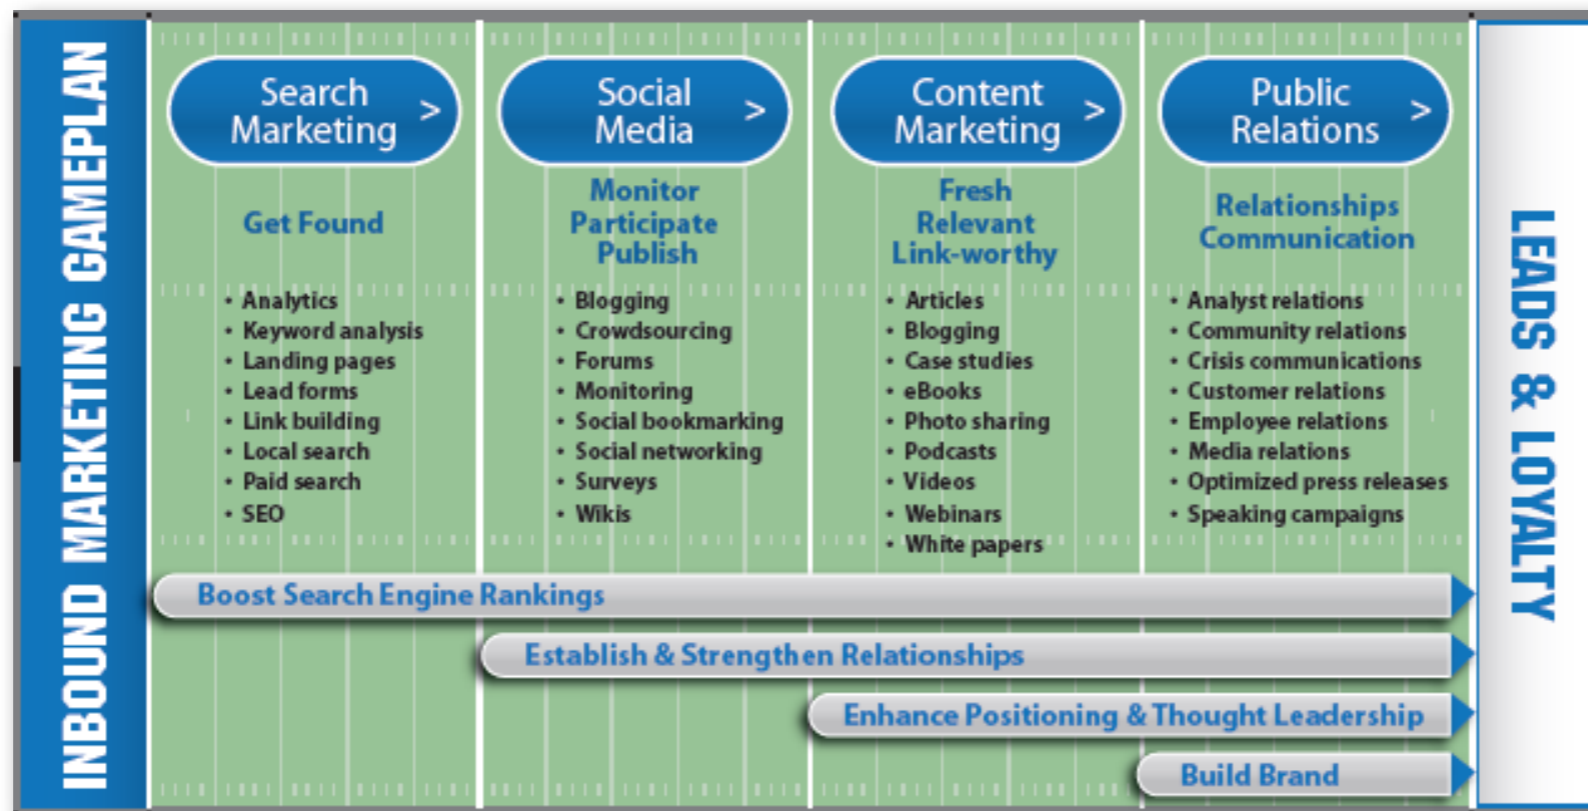 INBOUND MARKETING GAMEPLAN
Search
Marketing >
Get Found
• Analytics
• Keyword analysis
• Landing pages
• Lead forms
• Link building
• Local search
• Paid search
• SEO
Social
Media >
Monitor
Participate
Publish
• Blogging
• Crowdsourcing
• Forums
• Monitoring
• Social bookmarking
• Social networking
• Surveys
• Wikis
Content
Marketing >
Fresh
Relevant
Link-worthy
• Articles
• Blogging
• Case studies
• eBooks
• Photo sharing
• Podcasts
• Videos
• Webinars
• White papers
Public
Relations >
Relationships
Communication
• Analyst relations
• Community relations
• Crisis communications
• Customer relations
• Employee relations
• Media relations
• Optimized press releases
• Speaking campaigns
Boost Search Engine Rankings
Establish & Strengthen Relationships
Enhance Positioning & Thought Leadership
Build Brand
LEADS & LOYALTY